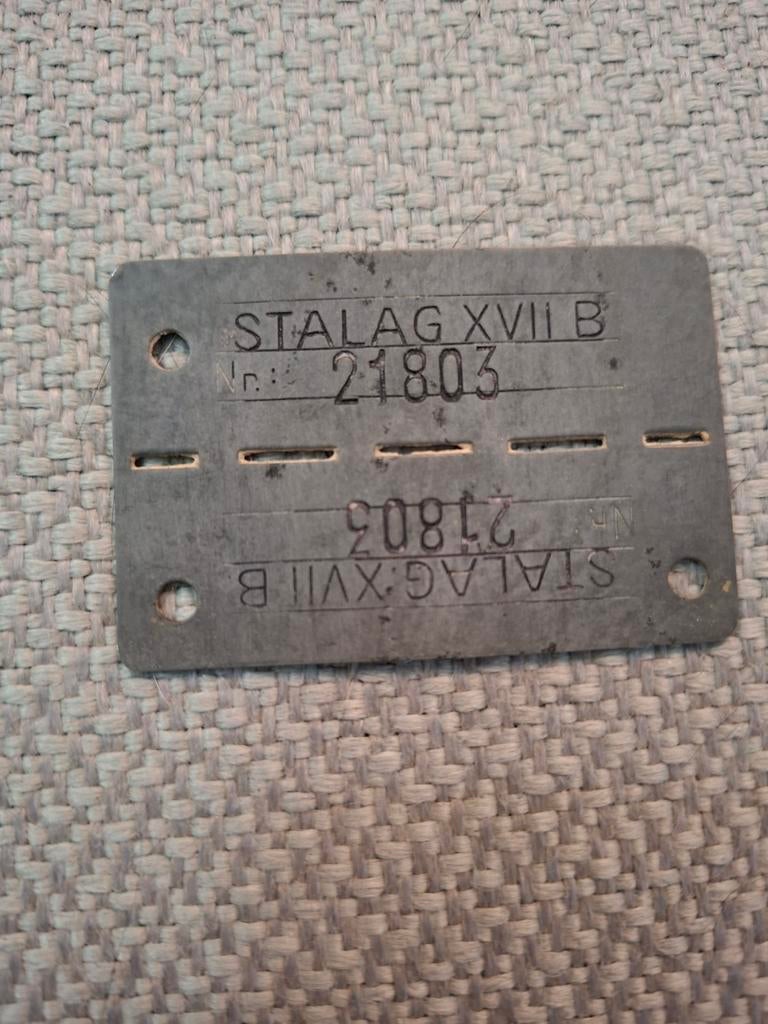 STALAG XVII B
Nr.: 21803
Nr. 21803
STALAG XVII B